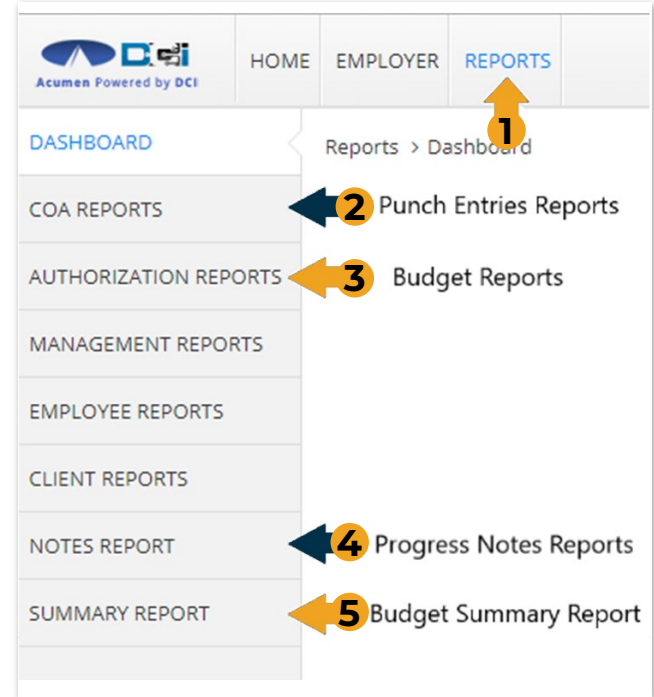 DCI
Acumen Powered by DCI
HOME EMPLOYER REPORTS
1
DASHBOARD
Reports > Dashboard
COA REPORTS
2 Punch Entries Reports
AUTHORIZATION REPORTS
3 Budget Reports
MANAGEMENT REPORTS
EMPLOYEE REPORTS
CLIENT REPORTS
NOTES REPORT
4 Progress Notes Reports
SUMMARY REPORT
5 Budget Summary Report